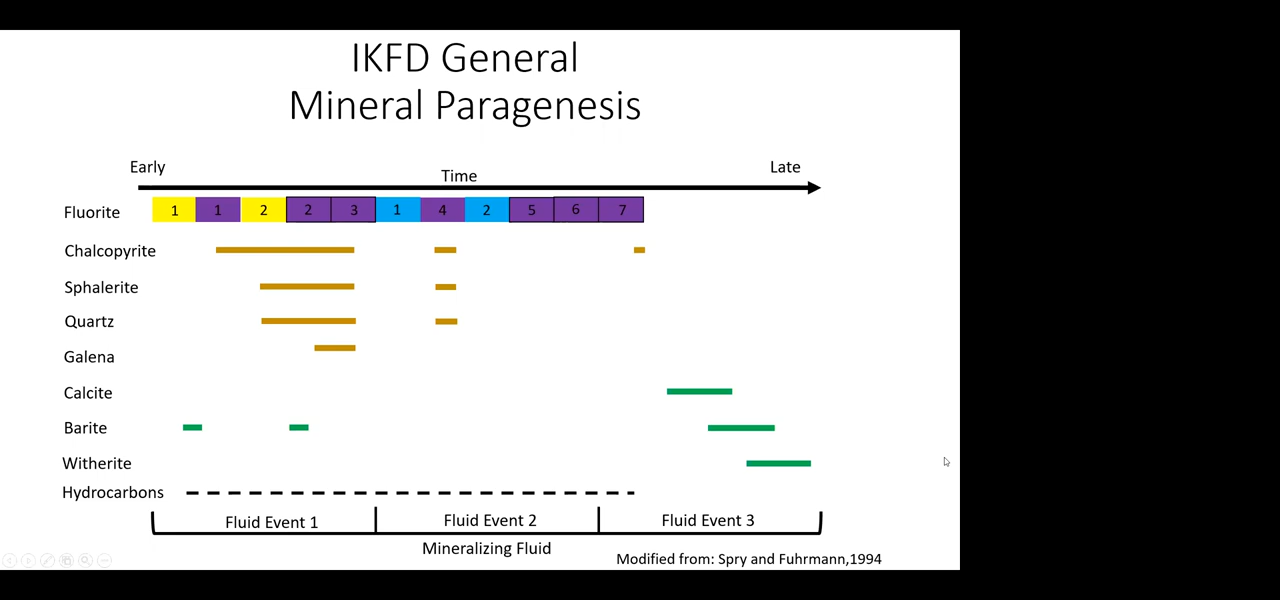 IKFD General
Mineral Paragenesis
Early
Time
Late
Fluorite 1 1 2 2 3 1 4 2 5 6 7
Chalcopyrite
Sphalerite
Quartz
Galena
Calcite
Barite
Witherite
Hydrocarbons
Fluid Event 1 Fluid Event 2 Fluid Event 3
Mineralizing Fluid
Modified from: Spry and Fuhrmann,1994